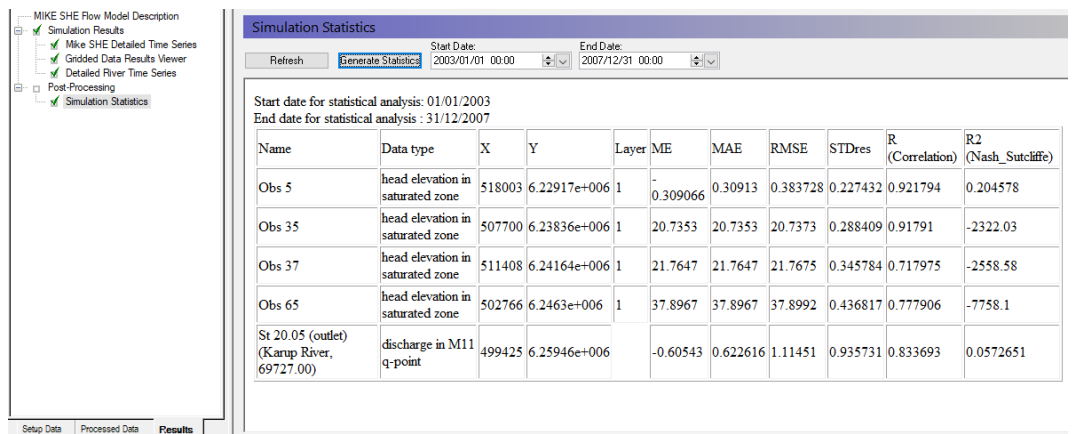 MIKE SHE Flow Model Description
Simulation Results
Mike SHE Detailed Time Series
Gridded Data Results Viewer
Detailed River Time Series
Post-Processing
Simulation Statistics
Setup Data Processed Data Results
Simulation Statistics
Start Date: End Date:
Refresh Generate Statistics 2003/01/01 00:00 2007/12/31 00:00
Start date for statistical analysis: 01/01/2003
End date for statistical analysis : 31/12/2007
Name Data type X Y Layer ME MAE RMSE STDres R (Correlation) R2 (Nash_Sutcliffe)
Obs 5 head elevation in saturated zone 518003 6.22917e+006 1 -0.309066 0.30913 0.383728 0.227432 0.921794 0.204578
Obs 35 head elevation in saturated zone 507700 6.23836e+006 1 20.7353 20.7353 20.7373 0.288409 0.91791 -2322.03
Obs 37 head elevation in saturated zone 511408 6.24164e+006 1 21.7647 21.7647 21.7675 0.345784 0.717975 -2558.58
Obs 65 head elevation in saturated zone 502766 6.2463e+006 1 37.8967 37.8967 37.8992 0.436817 0.777906 -7758.1
St 20.05 (outlet) (Karup River, 69727.00) discharge in M11 q-point 499425 6.25946e+006 -0.60543 0.622616 1.11451 0.935731 0.833693 0.0572651